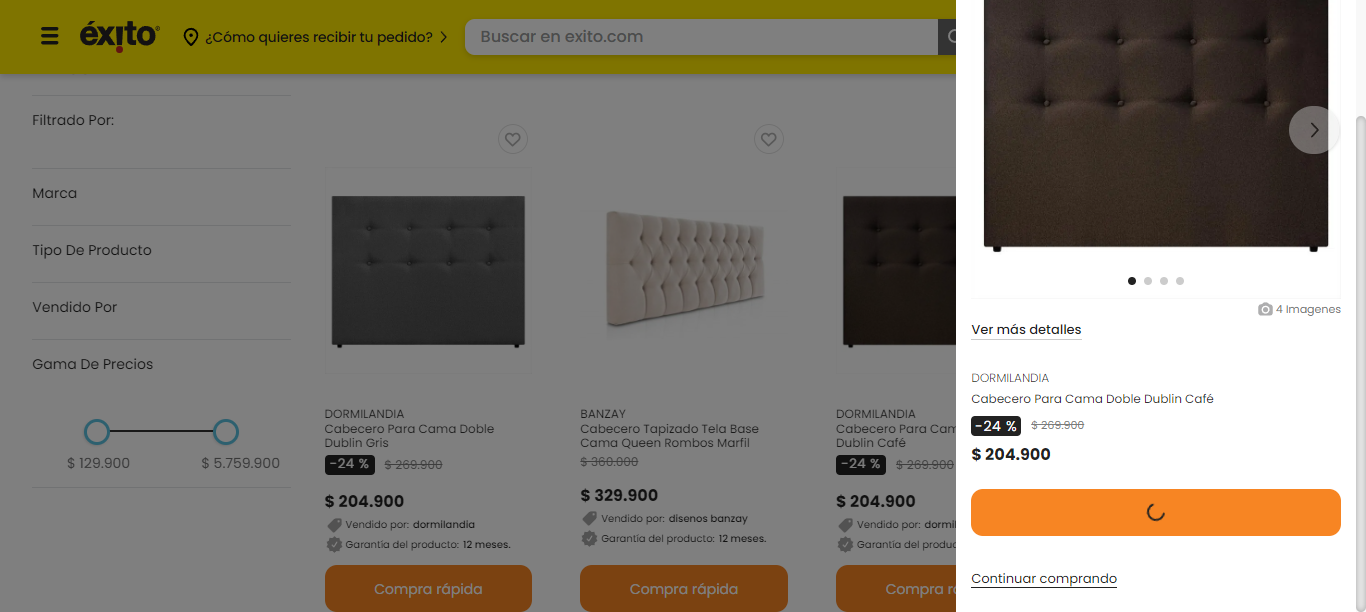 éxito
¿Cómo quieres recibir tu pedido?
Buscar en exito.com
Filtrado Por:
Marca
Tipo De Producto
Vendido Por
Gama De Precios
$ 129.900
$ 5.759.900
DORMILANDIA
Cabecero Para Cama Doble
Dublin Gris
-24 % $ 269.900
$ 204.900
Vendido por: dormilandia
Garantía del producto: 12 meses.
Compra rápida
BANZAY
Cabecero Tapizado Tela Base
Cama Queen Rombos Marfil
$ 360.000
$ 329.900
Vendido por: disenos banzay
Garantía del producto: 12 meses.
Compra rápida
DORMILANDIA
Cabecero Para Cam
Dublin Café
-24 % $ 269.900
$ 204.900
Vendido por: dormil
Garantía del produc
Compra r
4 Imagenes
Ver más detalles
DORMILANDIA
Cabecero Para Cama Doble Dublin Café
-24 % $ 269.900
$ 204.900
Continuar comprando